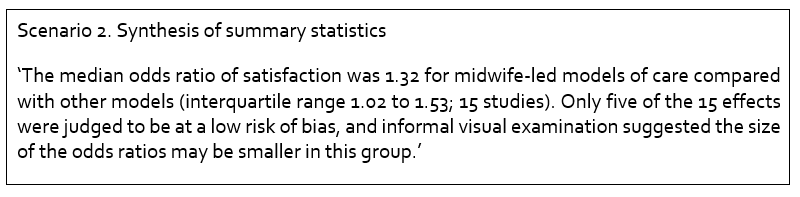 Scenario 2. Synthesis of summary statistics
‘The median odds ratio of satisfaction was 1.32 for midwife-led models of care compared
with other models (interquartile range 1.02 to 1.53; 15 studies). Only five of the 15 effects
were judged to be at a low risk of bias, and informal visual examination suggested the size
of the odds ratios may be smaller in this group.’